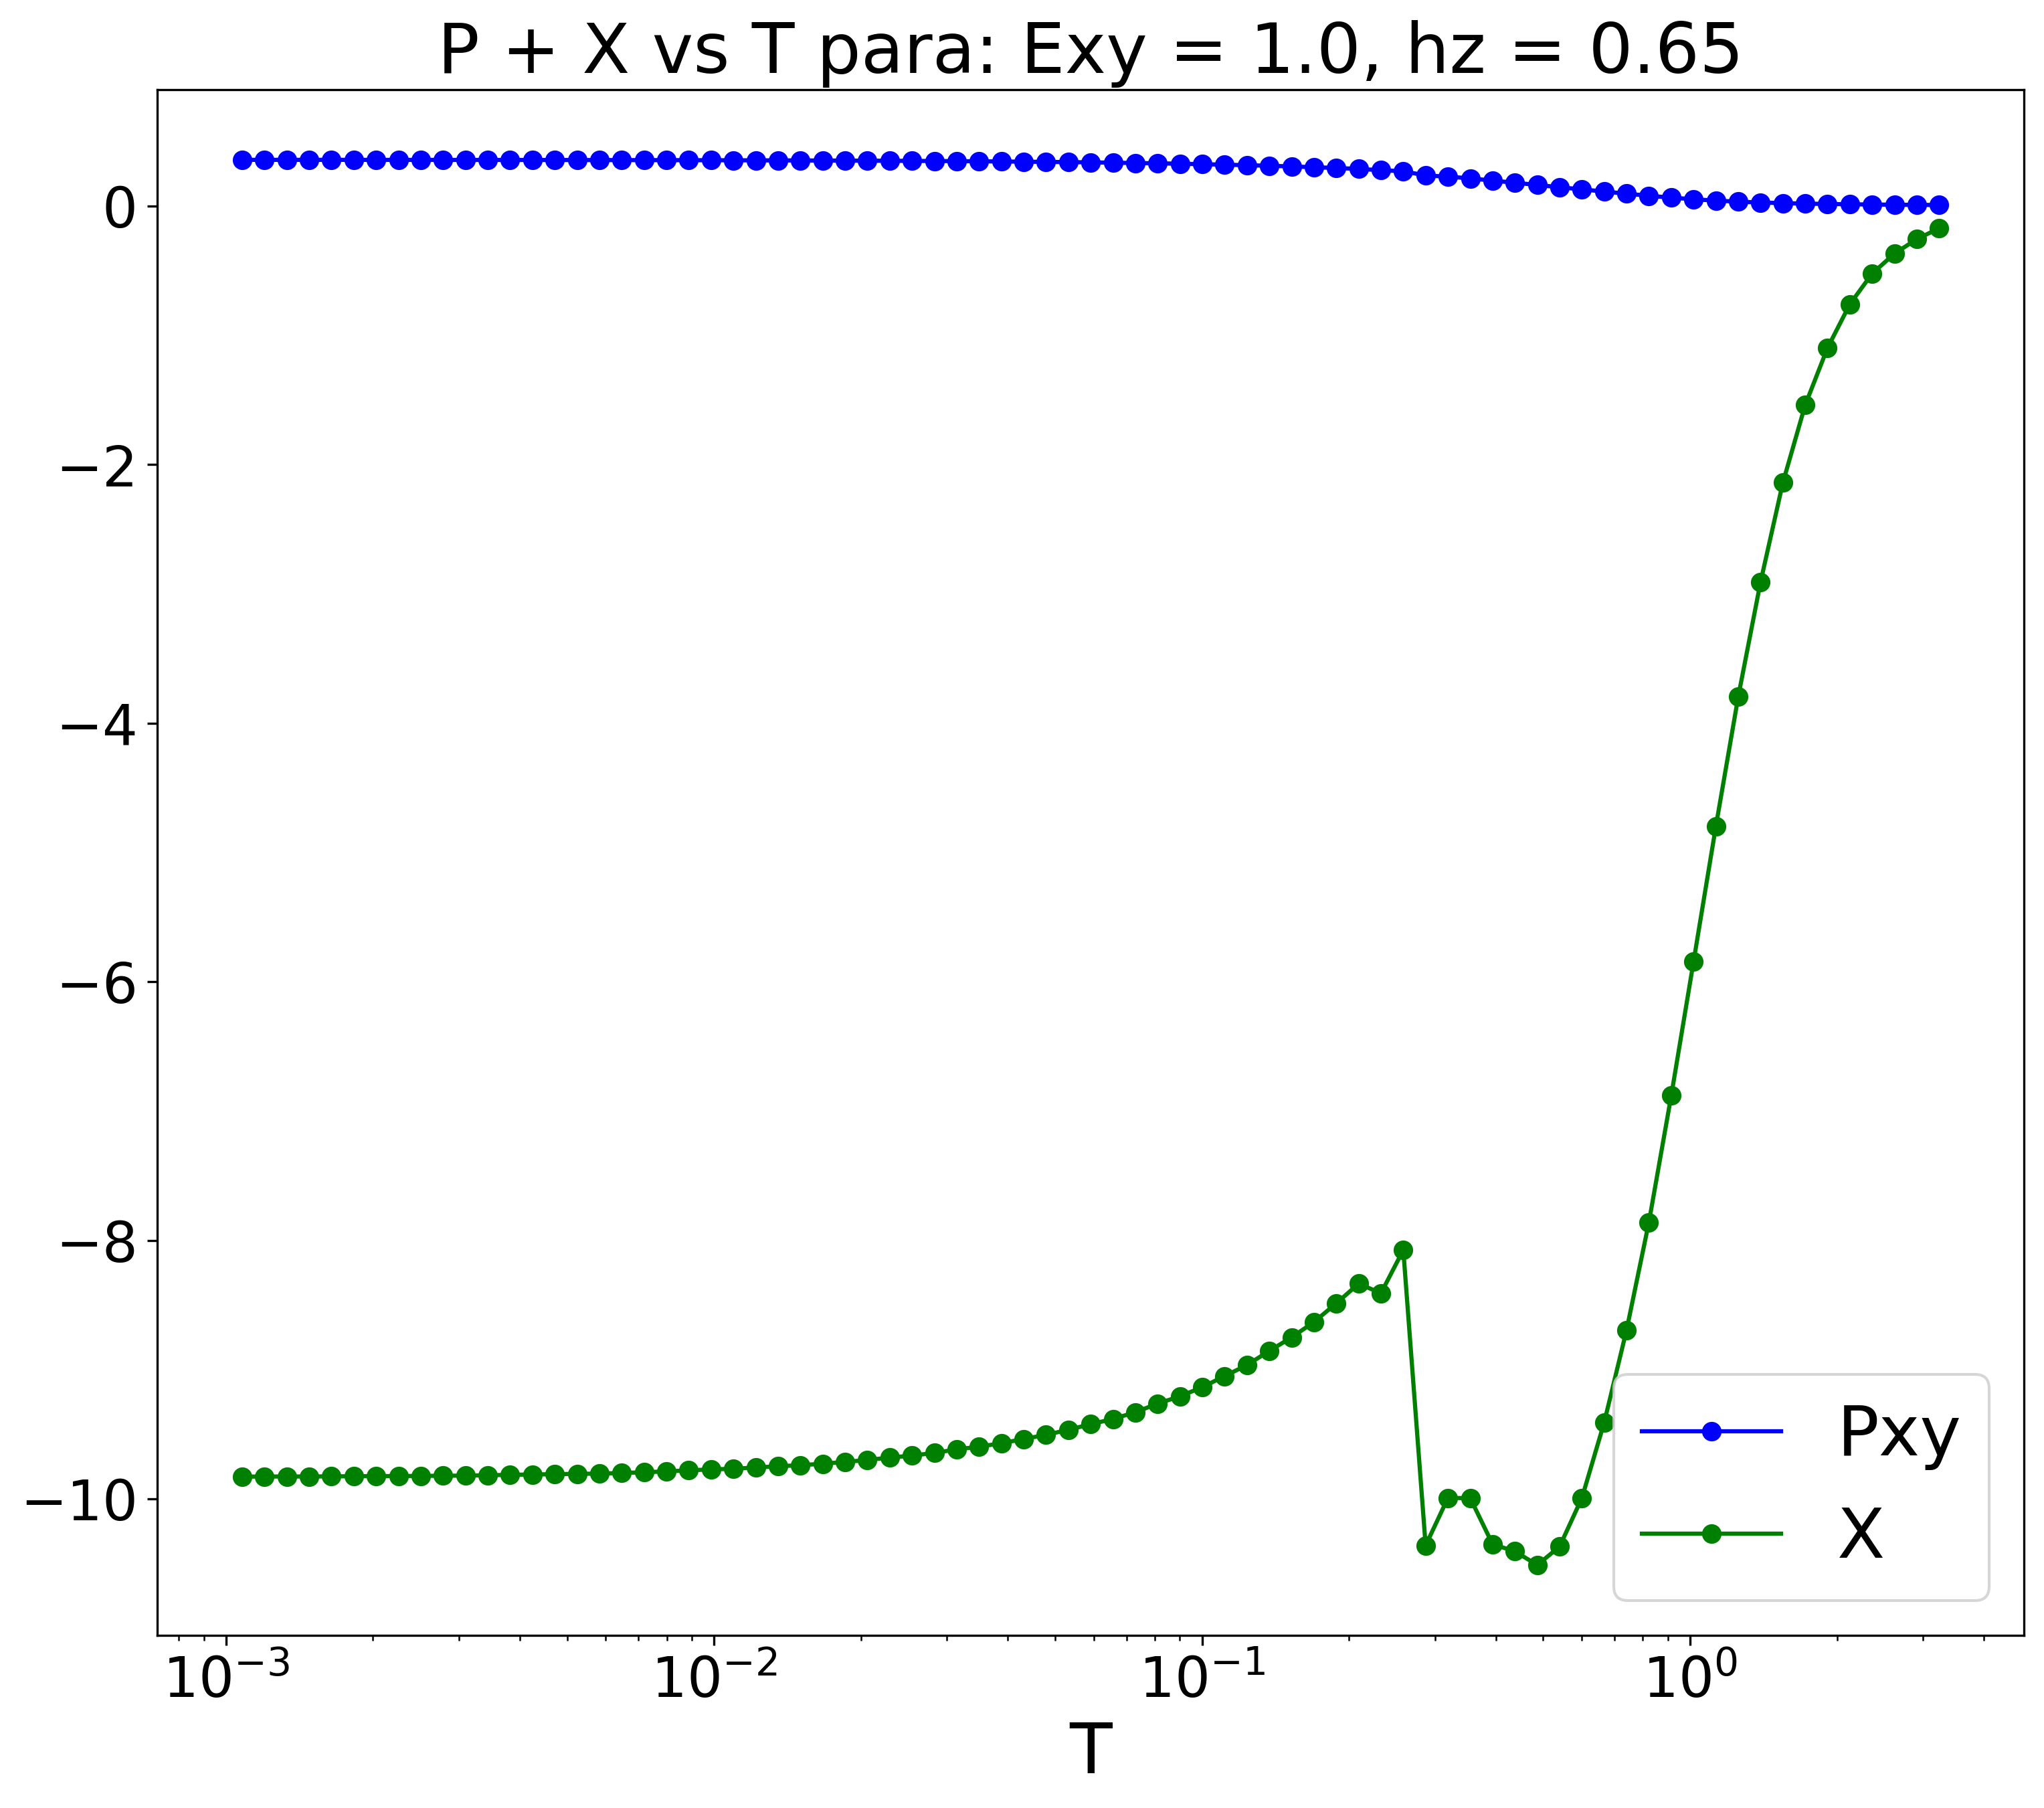 P + X vs T para: Exy = 1.0, hz = 0.65
0
−2
−4
−6
−8
−10
10⁻³ 10⁻² 10⁻¹ 10⁰
T
Pxy
X